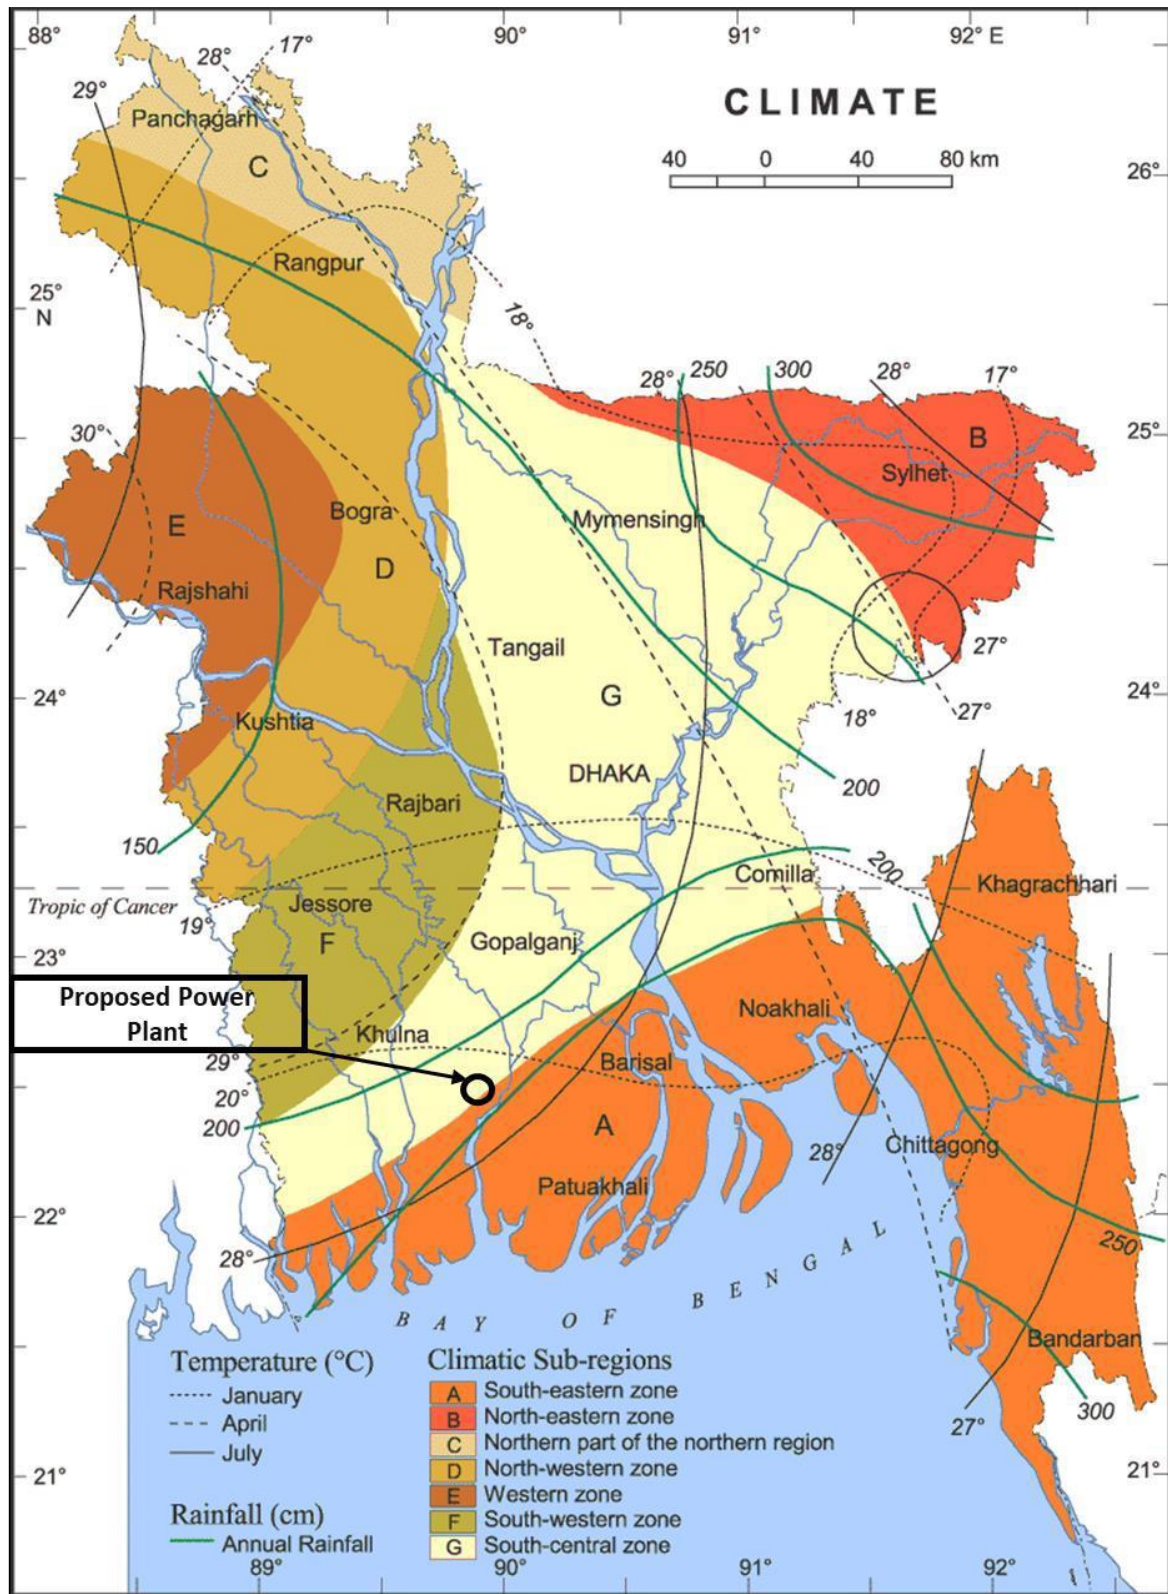 88°
90°
91°
92° E
17°
28°
CLIMATE
29°
Panchagarh
40 0 40 80 km
C
26°
Rangpur
25°
N
18°
28° 250 300 28° 17°
30°
B
25°
Sylhet
Bogra
Mymensingh
E
D
Rajshahi
Tangail
27°
24°
G
24°
Kushtia
18°
27°
DHAKA
200
Rajbari
150
Comilla
200
Khagrachhari
Tropic of Cancer
Jessore
19°
F
Gopalganj
23°
Proposed Power
Plant
Noakhali
Khulna
29°
Barisal
20°
200
A
Chittagong
28°
Patuakhali
22°
28°
250
BAY OF BENGAL
Bandarban
Temperature (°C)
January
April
July
Rainfall (cm)
Annual Rainfall
Climatic Sub-regions
A South-eastern zone
B North-eastern zone
C Northern part of the northern region
D North-western zone
E Western zone
F South-western zone
G South-central zone
27°
300
21°
21°
89°
90°
91°
92°